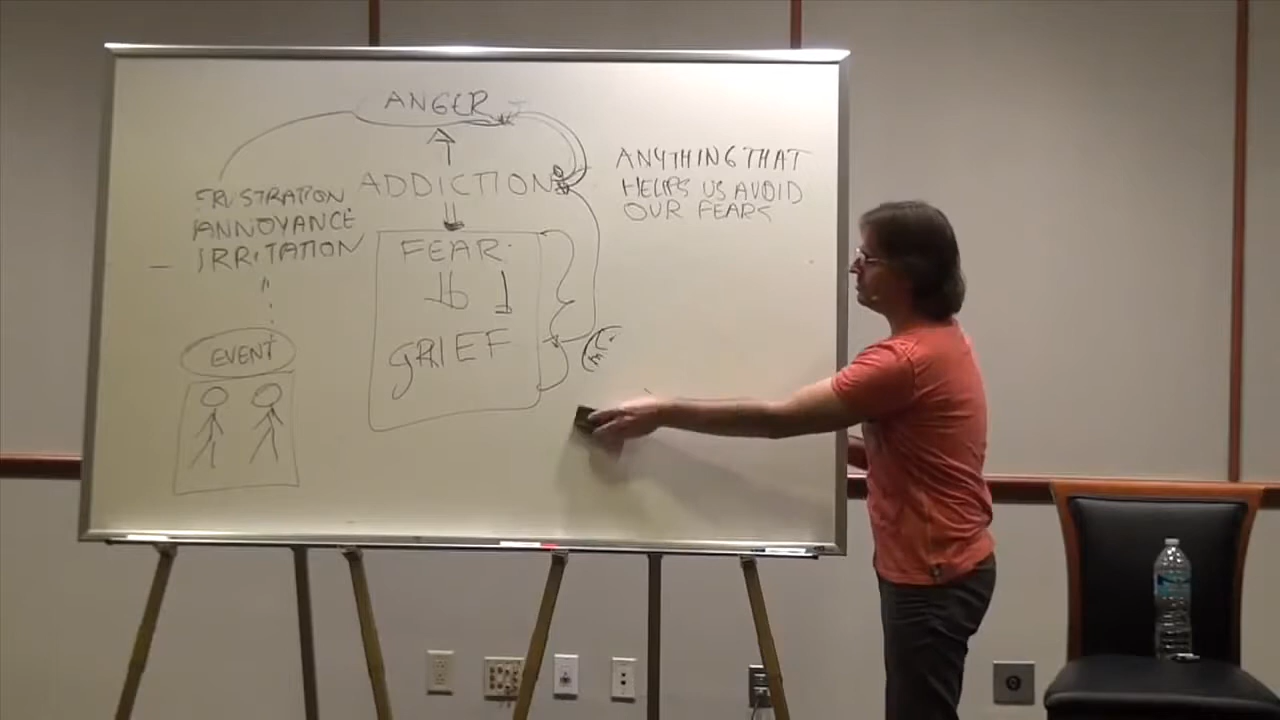 ANGER
ANYTHING THAT
HELPS US AVOID
OUR FEARS
ADDICTION
FRUSTRATION
ANNOYANCE
IRRITATION
FEAR
GRIEF
EVENT